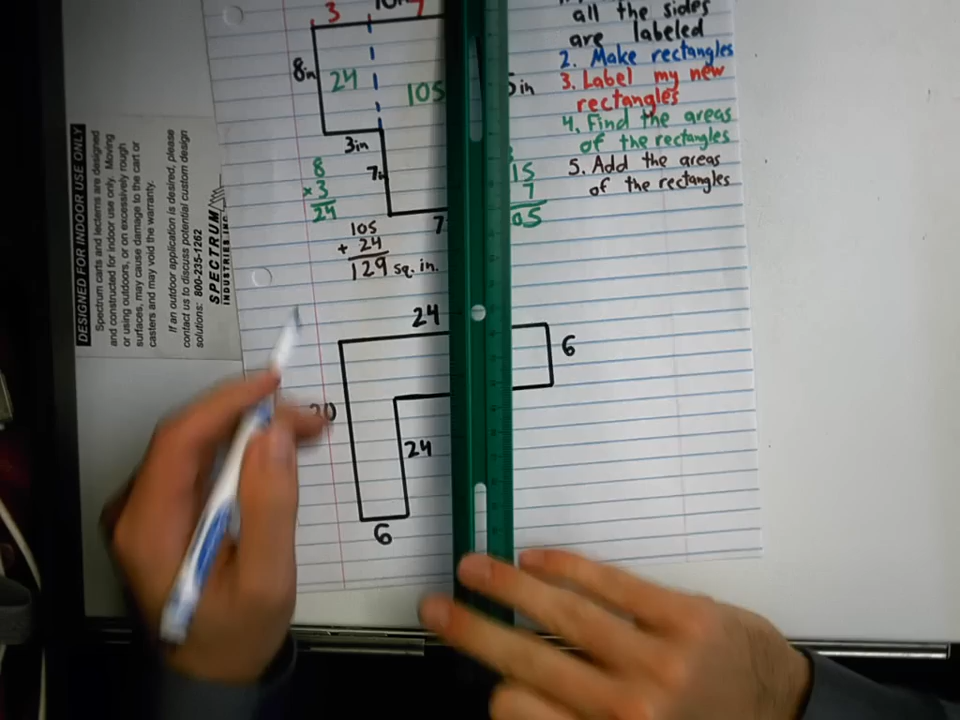 3
7
all the sides
are labeled
2. Make rectangles
3. Label my new
rectangles
4. Find the areas
of the rectangles
5. Add the areas
of the rectangles
8in
24
105
5in
3in
7
8
× 3
24
15
7
05
7
105
+ 24
129 sq. in.
24
6
20
24
6
DESIGNED FOR INDOOR USE ONLY
Spectrum carts and lecterns are designed
and constructed for indoor use only. Moving
or using outdoors, or on excessively rough
surfaces, may cause damage to the cart or
casters and may void the warranty.
If an outdoor application is desired, please
contact us to discuss potential custom design
solutions: 800-235-1262
SPECTRUM
INDUSTRIES INC.